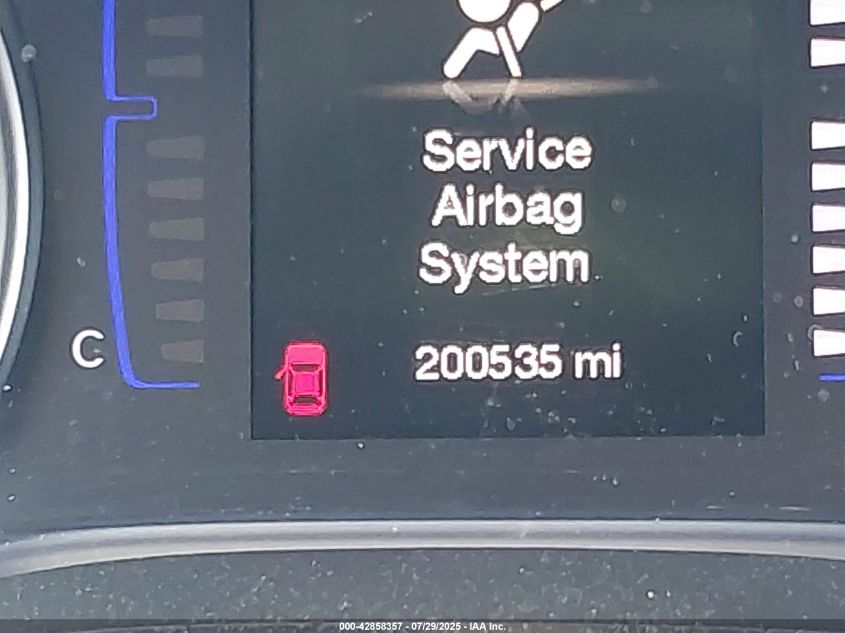 Service
Airbag
System
C
200535 mi
000-42858357 - 07/29/2025 - IAA Inc.